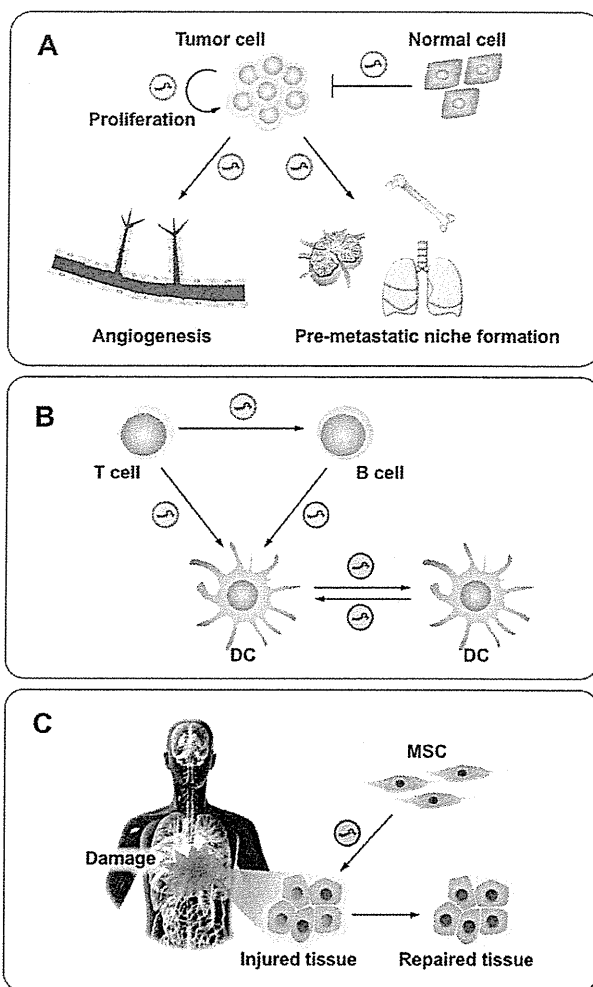 A
Tumor cell
Normal cell
Proliferation
Angiogenesis
Pre-metastatic niche formation
B
T cell
B cell
DC
DC
C
MSC
Damage
Injured tissue
Repaired tissue